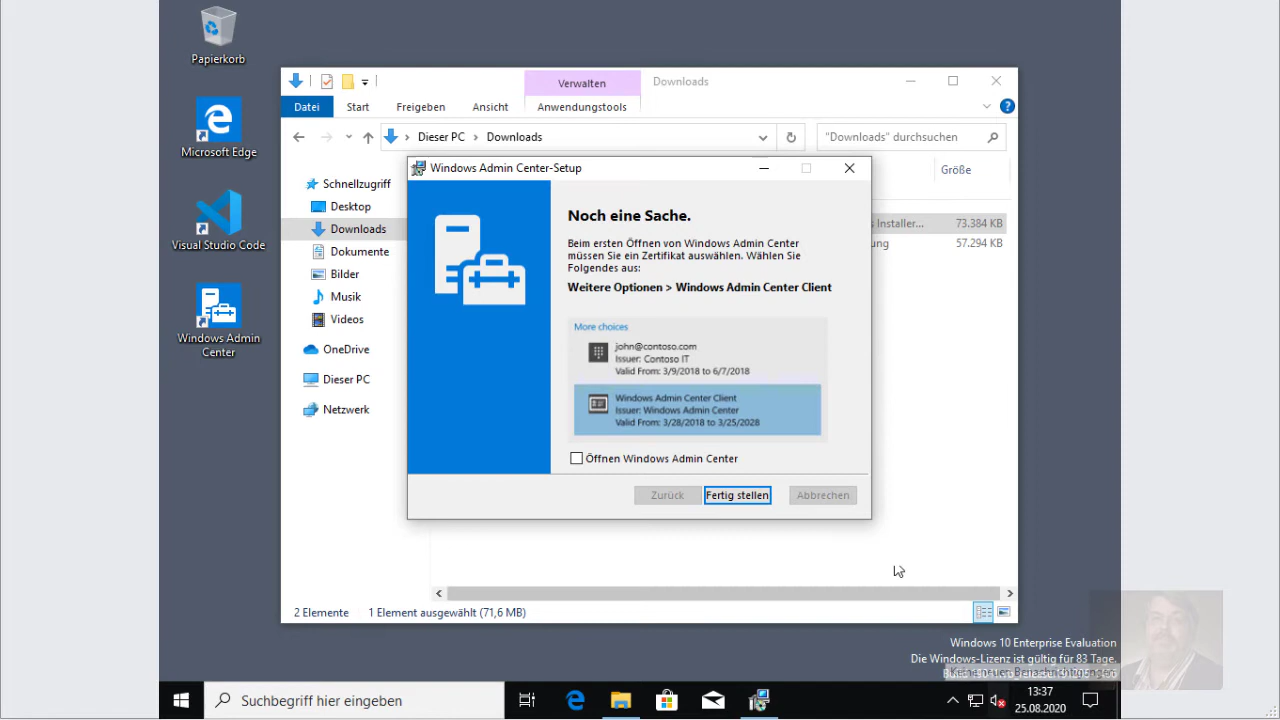 Papierkorb
Microsoft Edge
Visual Studio Code
Windows Admin
Center
Verwalten
Downloads
Datei
Start
Freigeben
Ansicht
Anwendungstools
Dieser PC
Downloads
"Downloads" durchsuchen
Größe
Schnellzugriff
Desktop
Downloads
Dokumente
Bilder
Musik
Videos
OneDrive
Dieser PC
Netzwerk
s Installer...
73.384 KB
ung
57.294 KB
Windows Admin Center-Setup
Noch eine Sache.
Beim ersten Öffnen von Windows Admin Center
müssen Sie ein Zertifikat auswählen. Wählen Sie
Folgendes aus:
Weitere Optionen > Windows Admin Center Client
More choices
john@contoso.com
Issuer: Contoso IT
Valid From: 3/9/2018 to 6/7/2018
Windows Admin Center Client
Issuer: Windows Admin Center
Valid From: 3/28/2018 to 3/25/2028
Öffnen Windows Admin Center
Zurück
Fertig stellen
Abbrechen
2 Elemente
1 Element ausgewählt (71,6 MB)
Windows 10 Enterprise Evaluation
Die Windows-Lizenz ist gültig für 83 Tage.
Keine neuen Benachrichtigungen
Suchbegriff hier eingeben
13:37
25.08.2020